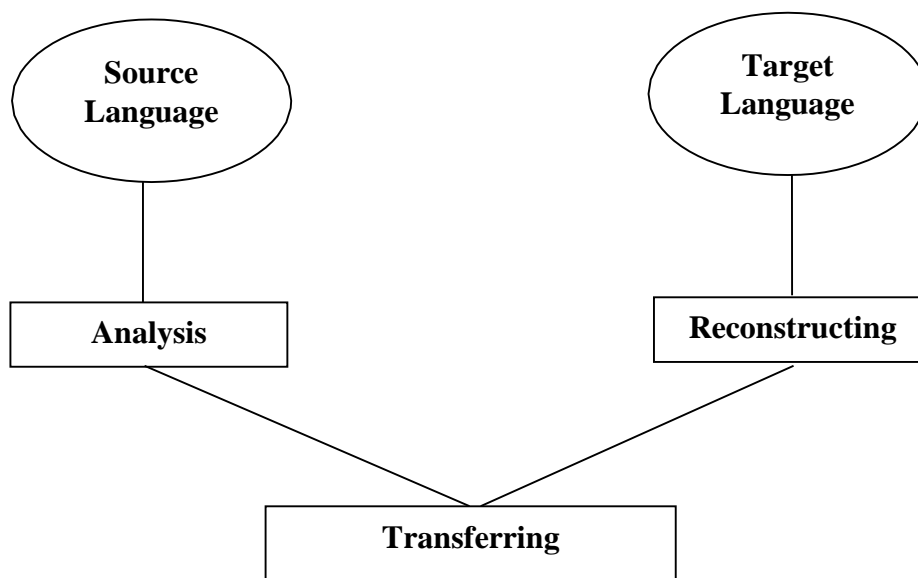 Source
Language
Target
Language
Analysis
Reconstructing
Transferring